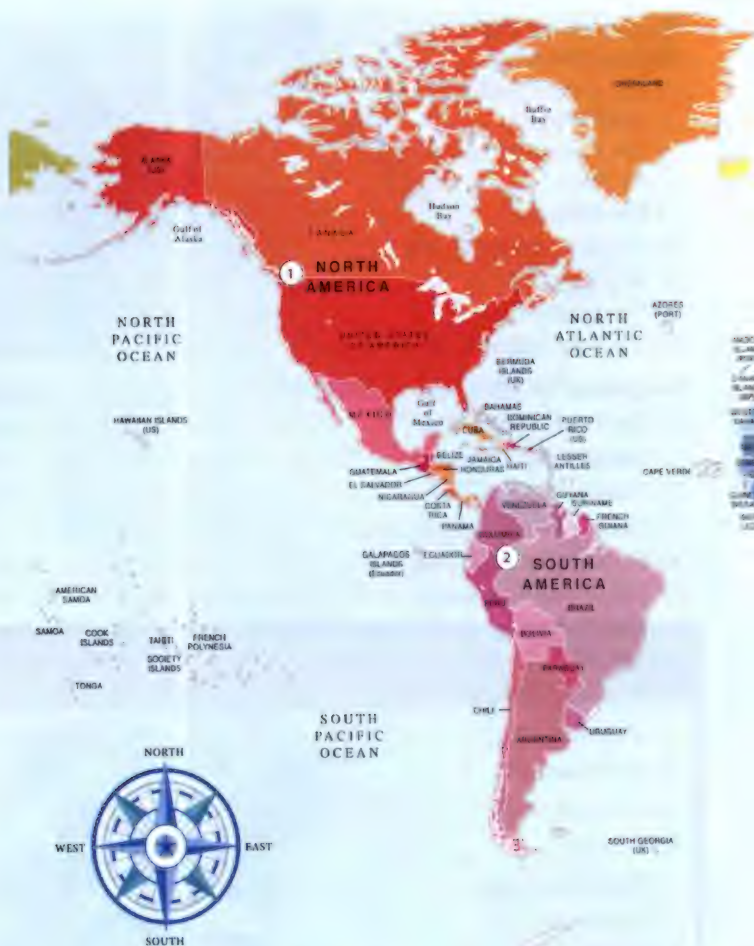 GREENLAND
Baffin
Bay
ALASKA
(US)
Hudson
Bay
Gulf of
Alaska
CANADA
1
NORTH
AMERICA
NORTH
PACIFIC
OCEAN
UNITED STATES
OF AMERICA
NORTH
ATLANTIC
OCEAN
AZORES
(PORT)
BERMUDA
ISLANDS
(UK)
HAWAIIAN ISLANDS
(US)
MEXICO
Gulf
of
Mexico
BAHAMAS
CUBA
DOMINICAN
REPUBLIC
PUERTO
RICO
(US)
BELIZE
JAMAICA
HAITI
GUATEMALA
HONDURAS
LESSER
ANTILLES
EL SALVADOR
NICARAGUA
COSTA
RICA
PANAMA
CAPE VERDE
VENEZUELA
GUYANA
SURINAME
FRENCH
GUIANA
COLOMBIA
GALAPAGOS
ISLANDS
(Ecuador)
ECUADOR
2
SOUTH
AMERICA
PERU
BRAZIL
AMERICAN
SAMOA
SAMOA
COOK
ISLANDS
TAHITI
FRENCH
POLYNESIA
SOCIETY
ISLANDS
TONGA
BOLIVIA
PARAGUAY
CHILE
URUGUAY
ARGENTINA
SOUTH
PACIFIC
OCEAN
SOUTH GEORGIA
(UK)
NORTH
WEST
EAST
SOUTH